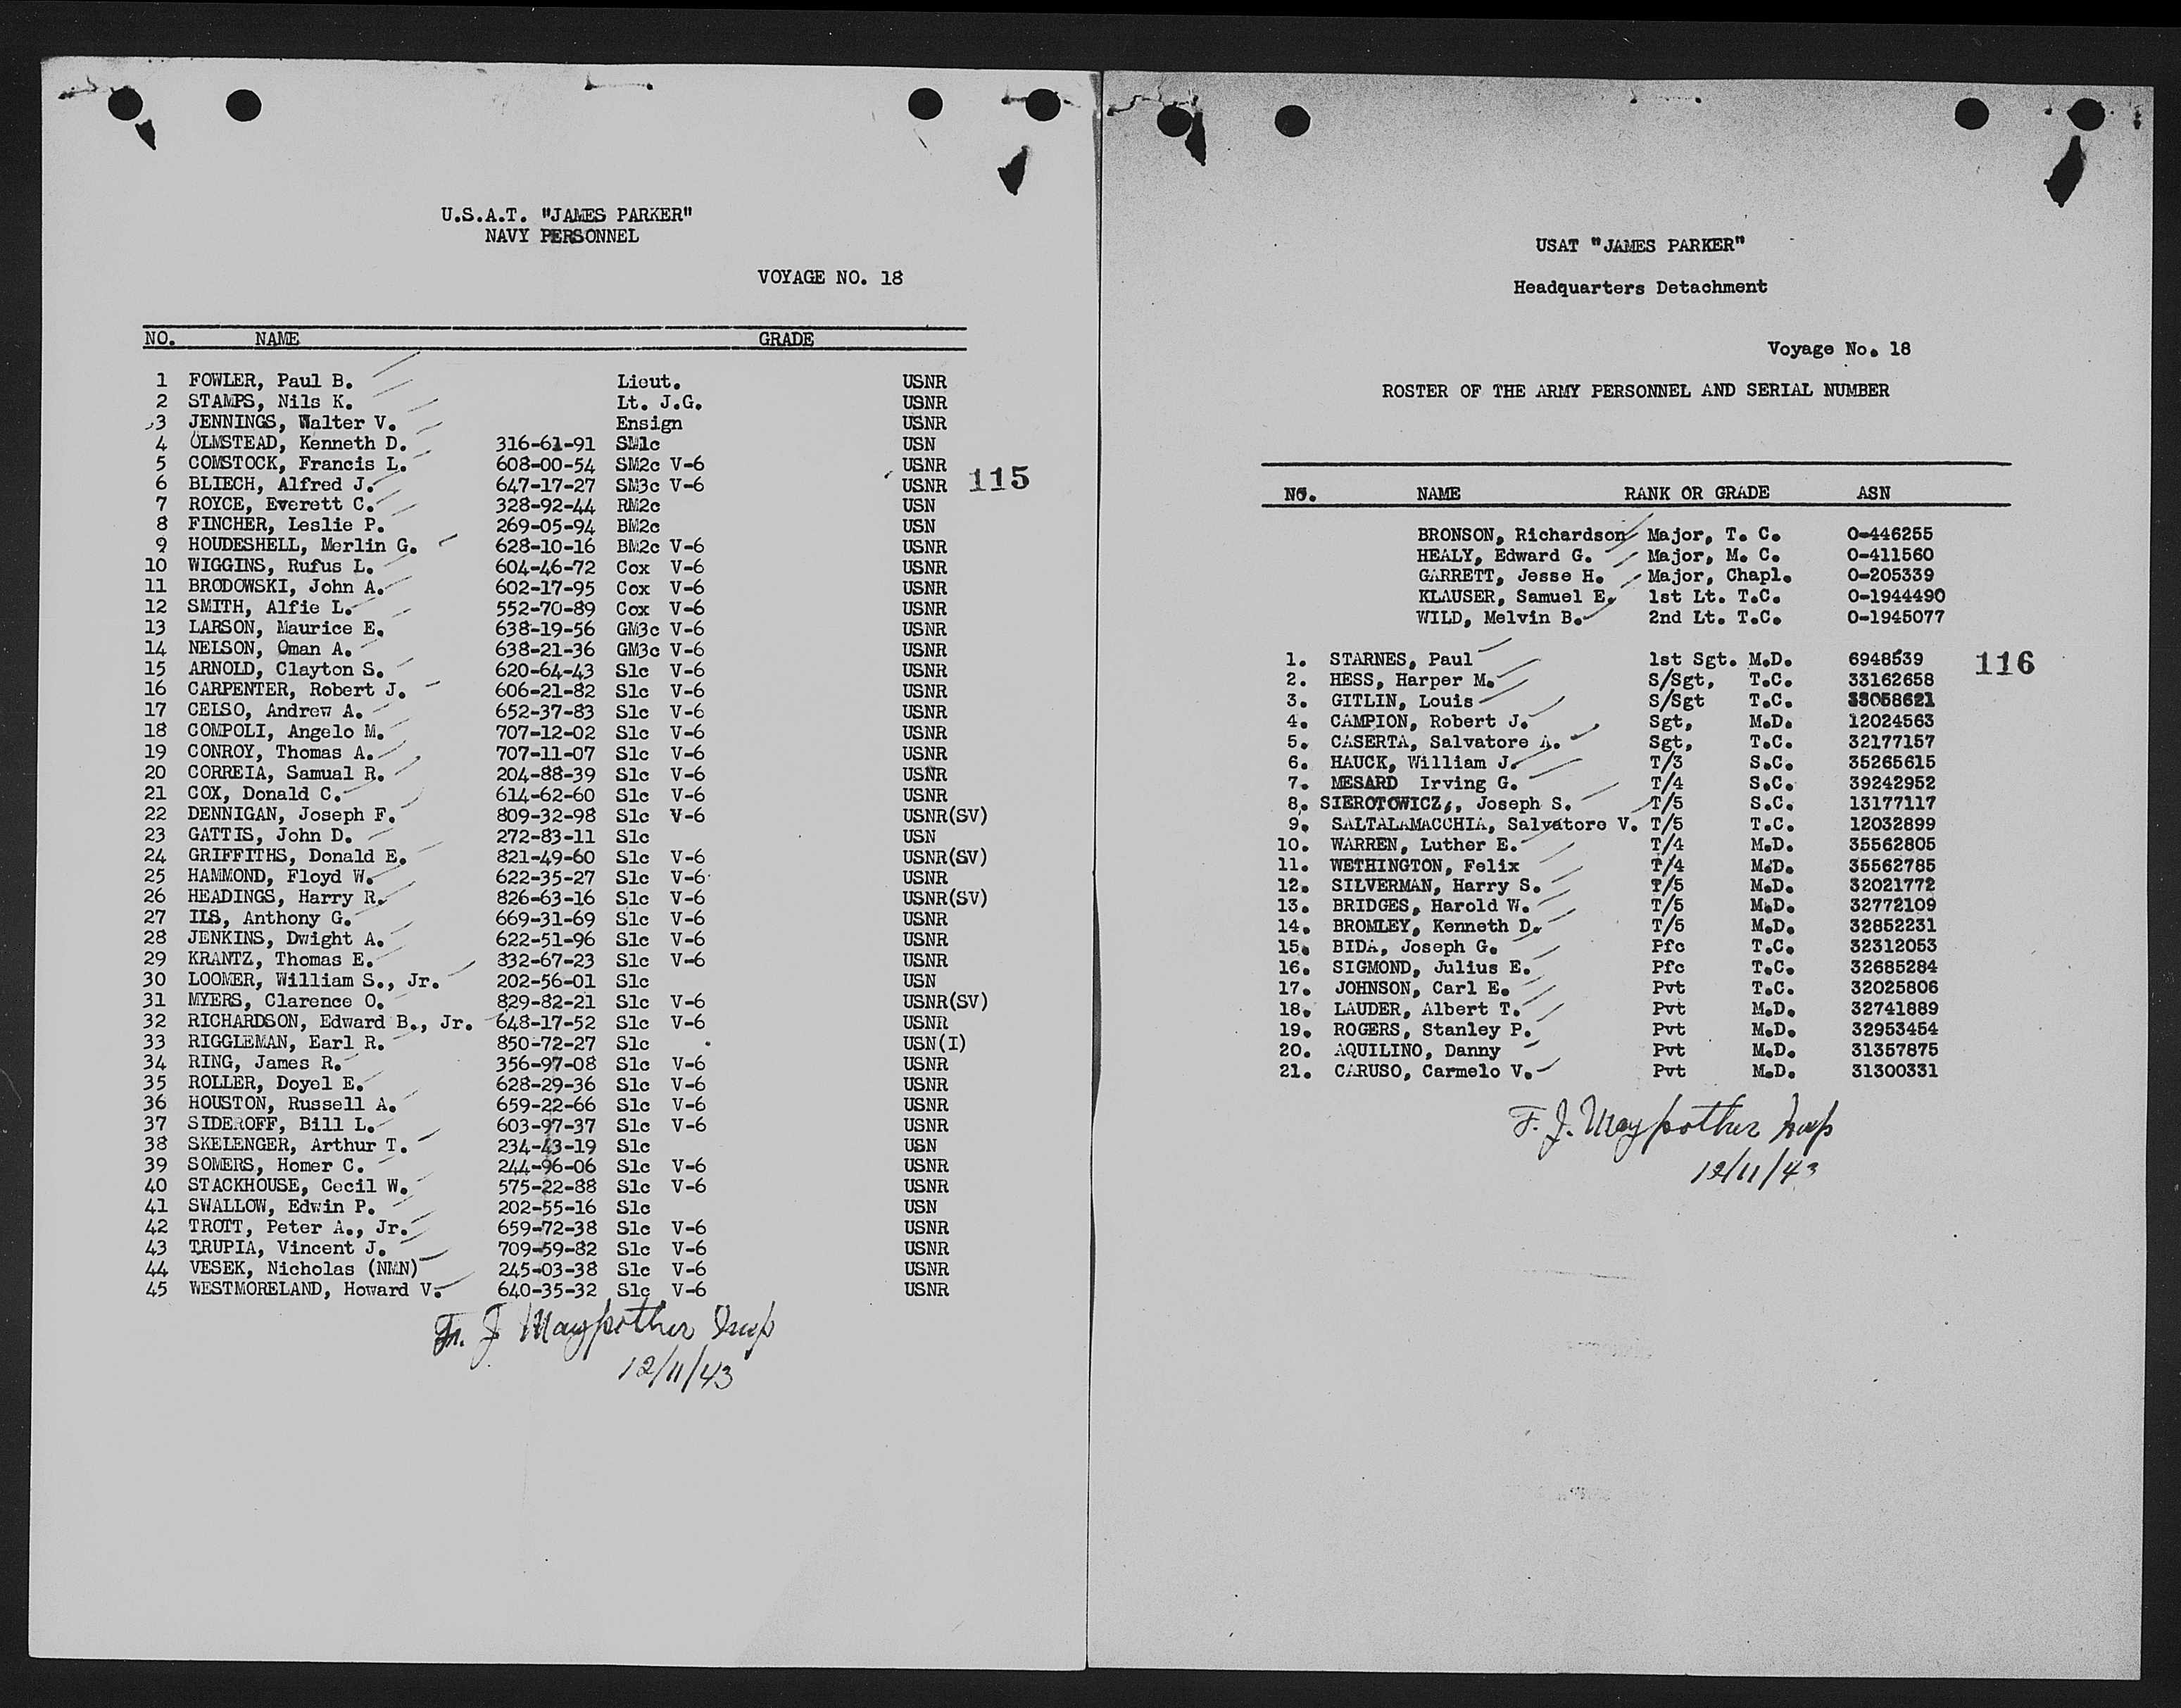 U.S.A.T. "JAMES PARKER"
NAVY PERSONNEL
VOYAGE NO. 18
NO. NAME GRADE
1 FOWLER, Paul B. Lieut. USNR
2 STAMPS, Nils K. Lt. J.G. USNR
3 JENNINGS, Walter V. Ensign USNR
4 OLMSTEAD, Kenneth D. 316-61-91 SM1c USN
5 COMSTOCK, Francis L. 608-00-54 SM2c V-6 USNR
6 BLIECH, Alfred J. 647-17-27 SM3c V-6 USNR
115
7 ROYCE, Everett C. 328-92-44 RM2c USN
8 FINCHER, Leslie P. 269-05-94 BM2c USN
9 HOUDESHELL, Merlin G. 628-10-16 BM2c V-6 USNR
10 WIGGINS, Rufus L. 604-46-72 Cox V-6 USNR
11 BRODOWSKI, John A. 602-17-95 Cox V-6 USNR
12 SMITH, Alfie L. 552-70-89 Cox V-6 USNR
13 LARSON, Maurice E. 638-19-56 GM3c V-6 USNR
14 NELSON, Oman A. 638-21-36 GM3c V-6 USNR
15 ARNOLD, Clayton S. 620-64-43 S1c V-6 USNR
16 CARPENTER, Robert J. 606-21-82 S1c V-6 USNR
17 CELSO, Andrew A. 652-37-83 S1c V-6 USNR
18 COMPOLI, Angelo M. 707-12-02 S1c V-6 USNR
19 CONROY, Thomas A. 707-11-07 S1c V-6 USNR
20 CORREIA, Samual R. 204-88-39 S1c V-6 USNR
21 COX, Donald C. 614-62-60 S1c V-6 USNR
22 DENNIGAN, Joseph F. 809-32-98 S1c V-6 USNR(SV)
23 GATTIS, John D. 272-83-11 S1c USN
24 GRIFFITHS, Donald E. 821-49-60 S1c V-6 USNR(SV)
25 HAMMOND, Floyd W. 622-35-27 S1c V-6 USNR
26 HEADINGS, Harry R. 826-63-16 S1c V-6 USNR(SV)
27 ILS, Anthony G. 669-31-69 S1c V-6 USNR
28 JENKINS, Dwight A. 622-51-96 S1c V-6 USNR
29 KRANTZ, Thomas E. 832-67-23 S1c V-6 USNR
30 LOOMER, William S., Jr. 202-56-01 S1c USN
31 MYERS, Clarence O. 829-82-21 S1c V-6 USNR(SV)
32 RICHARDSON, Edward B., Jr. 648-17-52 S1c V-6 USNR
33 RIGGLEMAN, Earl R. 850-72-27 S1c USN(I)
34 RING, James R. 356-97-08 S1c V-6 USNR
35 ROLLER, Doyel E. 628-29-36 S1c V-6 USNR
36 HOUSTON, Russell A. 659-22-66 S1c V-6 USNR
37 SIDEROFF, Bill L. 603-97-37 S1c V-6 USNR
38 SKELENGER, Arthur T. 234-43-19 S1c USN
39 SOMERS, Homer C. 244-96-06 S1c V-6 USNR
40 STACKHOUSE, Cecil W. 575-22-88 S1c V-6 USNR
41 SWALLOW, Edwin P. 202-55-16 S1c USN
42 TROTT, Peter A., Jr. 659-72-38 S1c V-6 USNR
43 TRUPIA, Vincent J. 709-59-82 S1c V-6 USNR
44 VESEK, Nicholas (NMN) 245-03-38 S1c V-6 USNR
45 WESTMORELAND, Howard V. 640-35-32 S1c V-6 USNR
J. Maypother Insp
12/11/43
USAT "JAMES PARKER"
Headquarters Detachment
Voyage No. 18
ROSTER OF THE ARMY PERSONNEL AND SERIAL NUMBER
NO. NAME RANK OR GRADE ASN
BRONSON, Richardson Major, T. C. O-446255
HEALY, Edward G. Major, M. C. O-411560
GARRETT, Jesse H. Major, Chapl. O-205339
KLAUSER, Samuel E. 1st Lt. T.C. O-1944490
WILD, Melvin B. 2nd Lt. T.C. O-1945077
1. STARNES, Paul 1st Sgt. M.D. 6948539
116
2. HESS, Harper M. S/Sgt, T.C. 33162658
3. GITLIN, Louis S/Sgt T.C. 33058621
4. CAMPION, Robert J. Sgt, M.D. 12024563
5. CASERTA, Salvatore A. Sgt, T.C. 32177157
6. HAUCK, William J. T/3 S.C. 35265615
7. MESARD Irving G. T/4 S.C. 39242952
8. SIEROTOWICZ, Joseph S. T/5 S.C. 13177117
9. SALTALAMACCHIA, Salvatore V. T/5 T.C. 12032899
10. WARREN, Luther E. T/4 M.D. 35562805
11. WETHINGTON, Felix T/4 M.D. 35562785
12. SILVERMAN, Harry S. T/5 M.D. 32021772
13. BRIDGES, Harold W. T/5 M.D. 32772109
14. BROMLEY, Kenneth D. T/5 M.D. 32852231
15. BIDA, Joseph G. Pfc T.C. 32312053
16. SIGMOND, Julius E. Pfc T.C. 32685284
17. JOHNSON, Carl E. Pvt T.C. 32025806
18. LAUDER, Albert T. Pvt M.D. 32741889
19. ROGERS, Stanley P. Pvt M.D. 32953454
20. AQUILINO, Danny Pvt M.D. 31357875
21. CARUSO, Carmelo V. Pvt M.D. 31300331
F. J. Maypother Insp
12/11/43